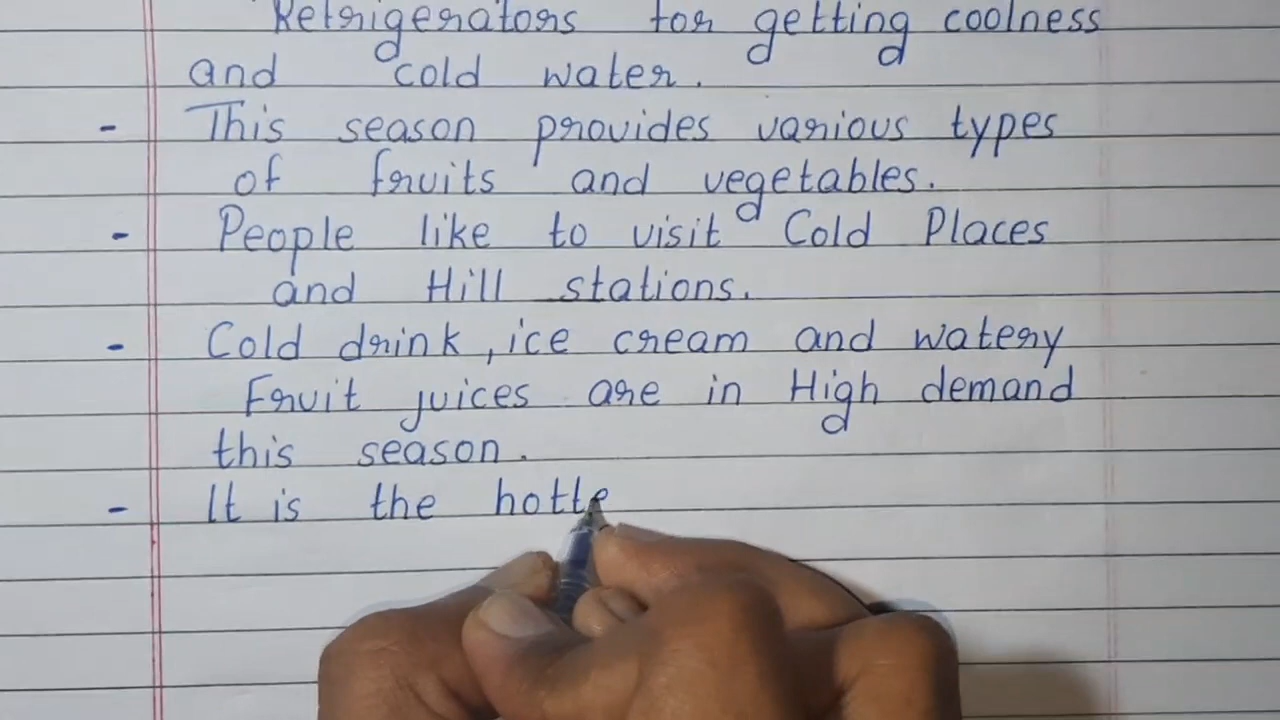 Refrigerators for getting coolness
and cold water.
- This season provides various types
of fruits and vegetables.
- People like to visit Cold Places
and Hill stations.
- Cold drink, ice cream and watery
Fruit juices are in High demand
this season.
- It is the hotte